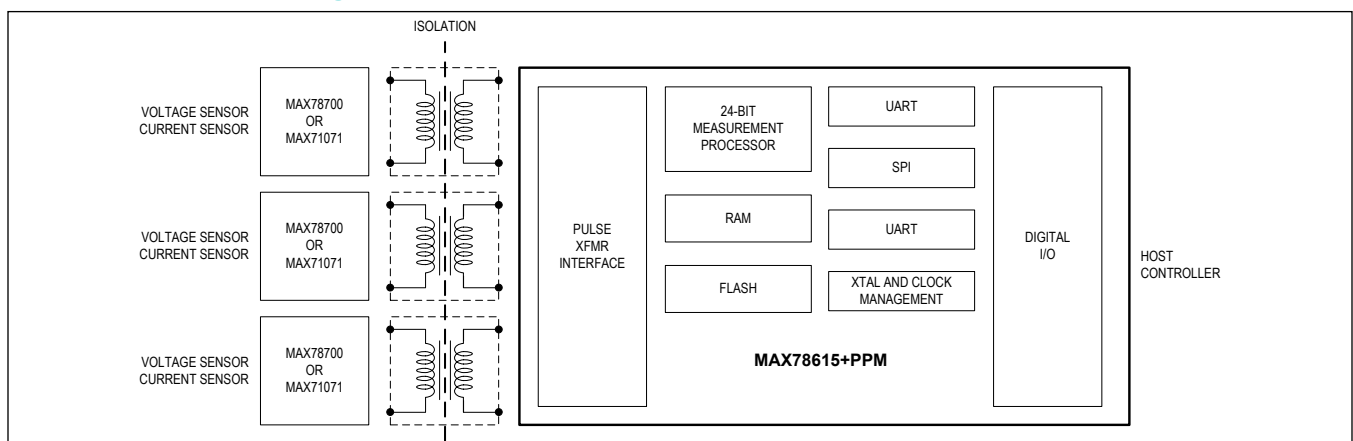 ISOLATION
VOLTAGE SENSOR
CURRENT SENSOR
MAX78700
OR
MAX71071
VOLTAGE SENSOR
CURRENT SENSOR
MAX78700
OR
MAX71071
VOLTAGE SENSOR
CURRENT SENSOR
MAX78700
OR
MAX71071
PULSE
XFMR
INTERFACE
24-BIT
MEASUREMENT
PROCESSOR
RAM
FLASH
UART
SPI
UART
XTAL AND CLOCK
MANAGEMENT
MAX78615+PPM
DIGITAL
I/O
HOST
CONTROLLER